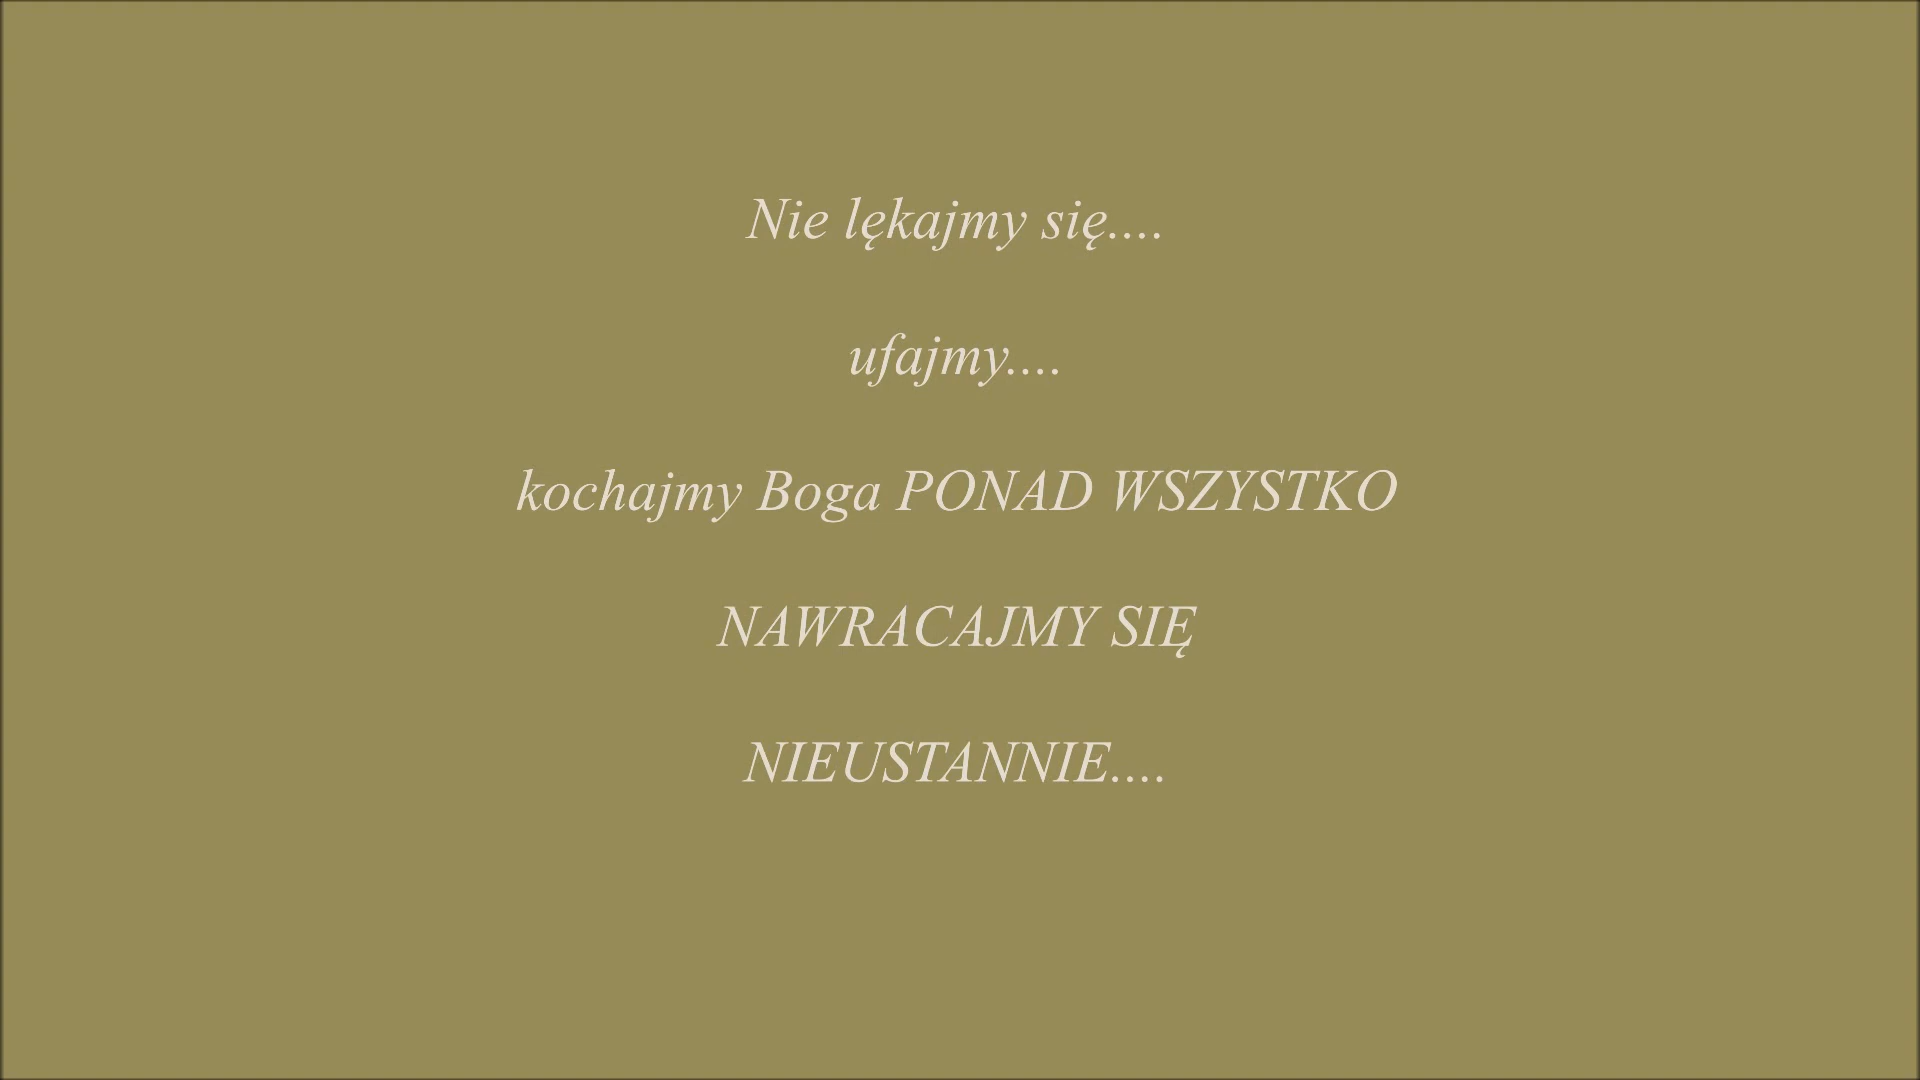 Nie lękajmy się....
ufajmy....
kochajmy Boga PONAD WSZYSTKO
NAWRACAJMY SIĘ
NIEUSTANNIE....